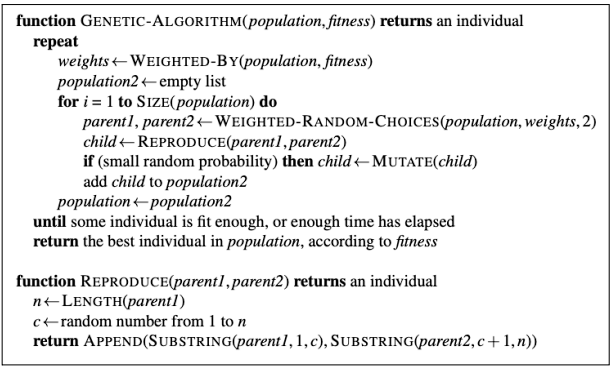 function GENETIC-ALGORITHM(population, fitness) returns an individual
repeat
weights←WEIGHTED-BY(population, fitness)
population2←empty list
for i = 1 to SIZE(population) do
parent1, parent2←WEIGHTED-RANDOM-CHOICES(population, weights, 2)
child←REPRODUCE(parent1, parent2)
if (small random probability) then child←MUTATE(child)
add child to population2
population←population2
until some individual is fit enough, or enough time has elapsed
return the best individual in population, according to fitness
function REPRODUCE(parent1, parent2) returns an individual
n←LENGTH(parent1)
c←random number from 1 to n
return APPEND(SUBSTRING(parent1, 1, c), SUBSTRING(parent2, c + 1, n))